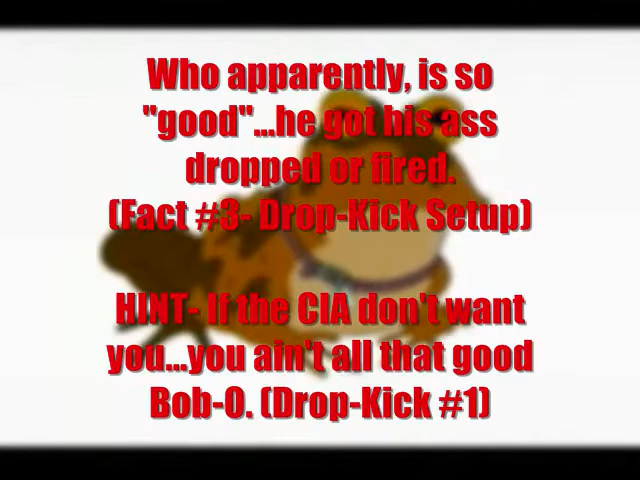 Who apparently, is so
"good"...he got his ass
dropped or fired.
(Fact #3- Drop-Kick Setup)
HINT- If the CIA don't want
you...you ain't all that good
Bob-O. (Drop-Kick #1)